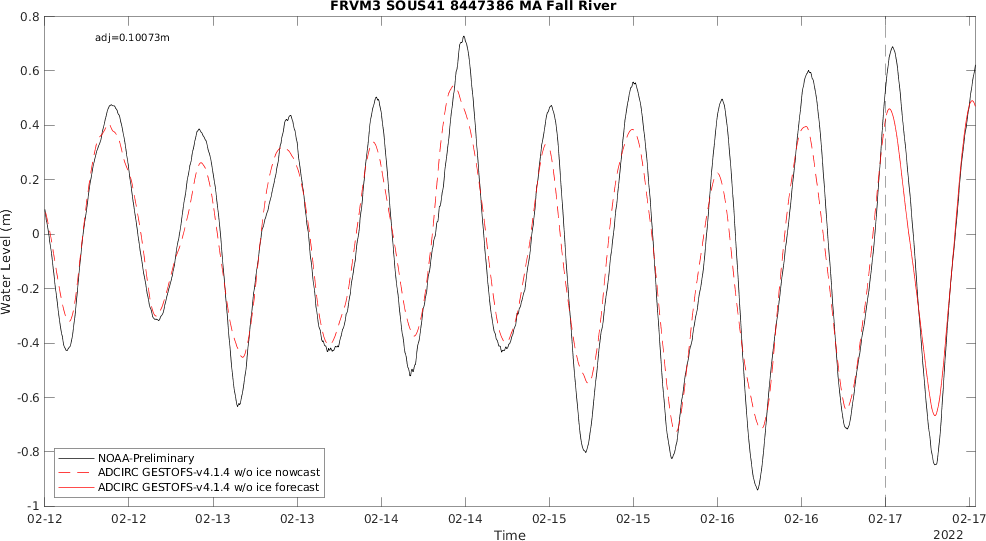 FRVM3 SOUS41 8447386 MA Fall River
adj=0.10073m
0.8
0.6
0.4
0.2
0
-0.2
-0.4
-0.6
-0.8
-1
Water Level (m)
NOAA-Preliminary
ADCIRC GESTOFS-v4.1.4 w/o ice nowcast
ADCIRC GESTOFS-v4.1.4 w/o ice forecast
02-12 02-12 02-13 02-13 02-14 02-14 02-15 02-15 02-16 02-16 02-17 02-17
Time
2022